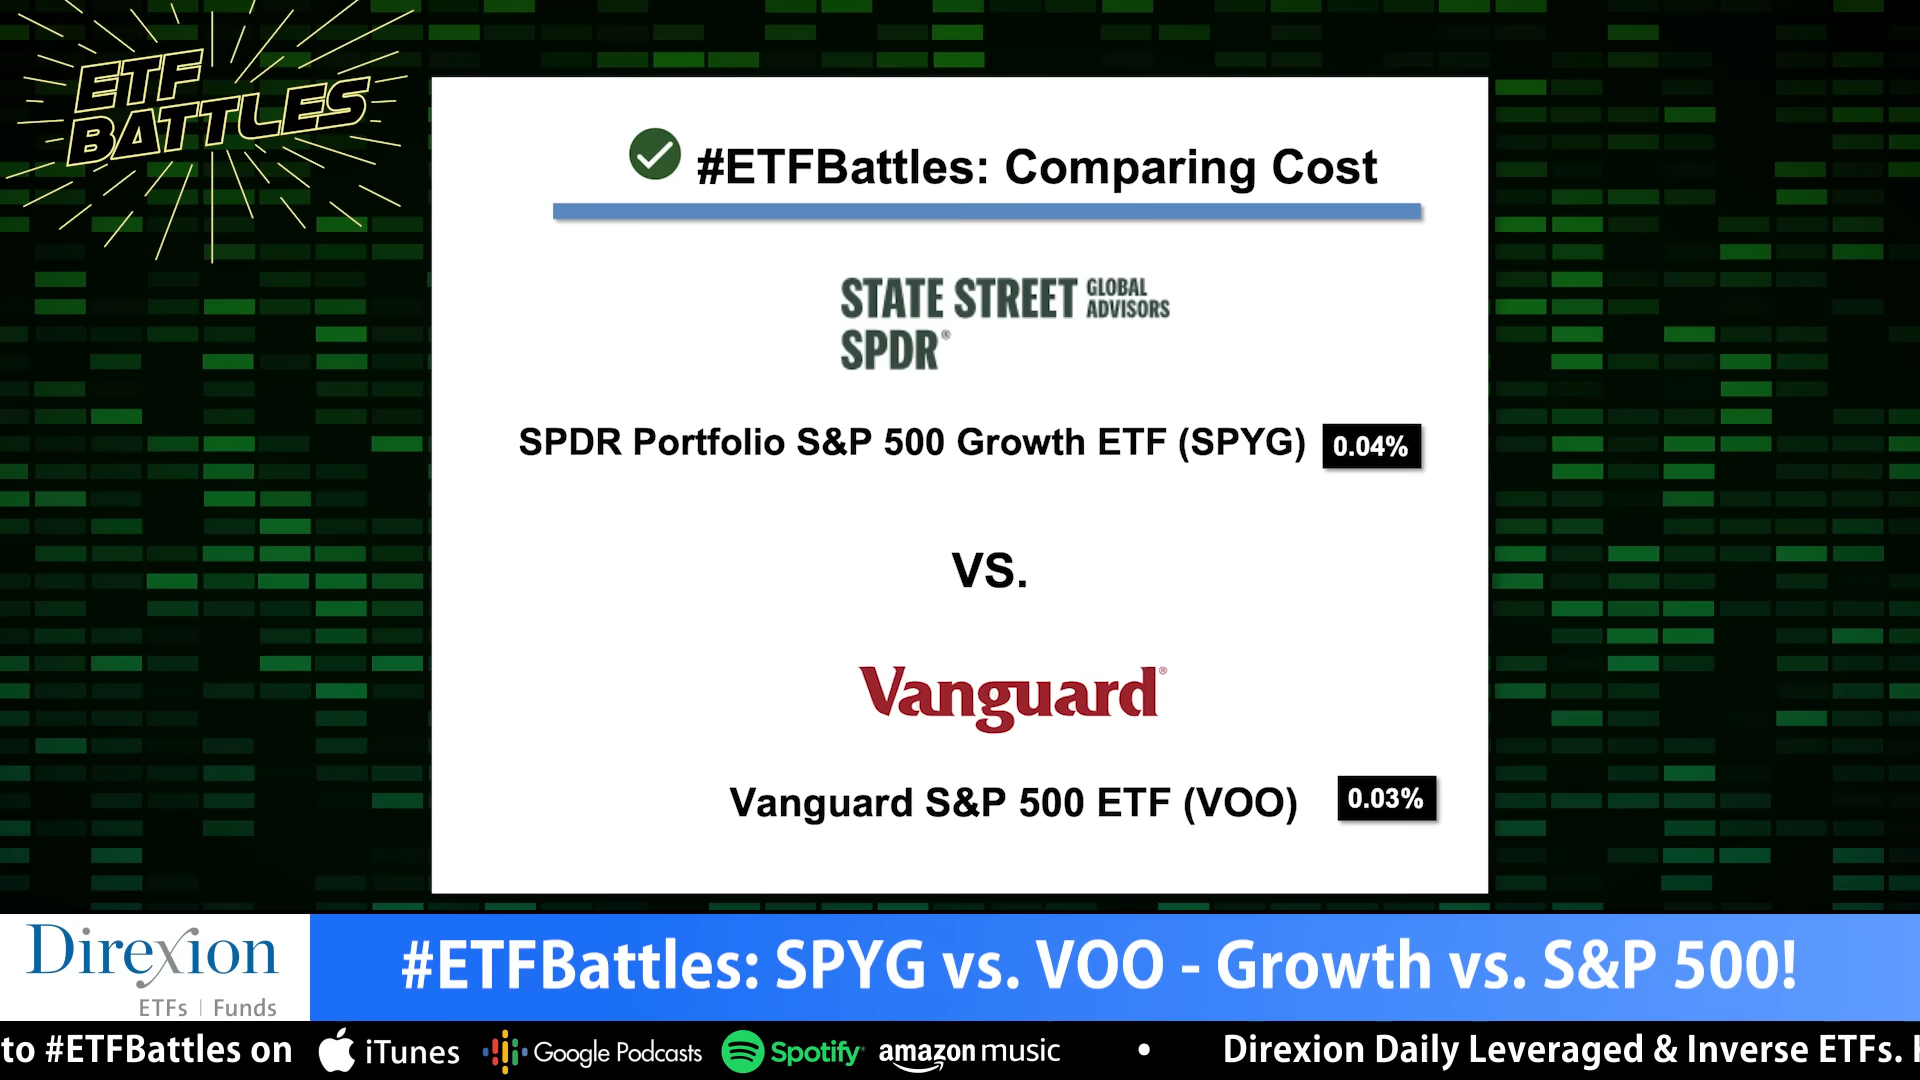 ETF
BATTLES
#ETFBattles: Comparing Cost
STATE STREET GLOBAL ADVISORS
SPDR®
SPDR Portfolio S&P 500 Growth ETF (SPYG) 0.04%
VS.
Vanguard®
Vanguard S&P 500 ETF (VOO) 0.03%
Direxion
ETFs | Funds
#ETFBattles: SPYG vs. VOO - Growth vs. S&P 500!
to #ETFBattles on iTunes Google Podcasts Spotify amazon music • Direxion Daily Leveraged & Inverse ETFs.